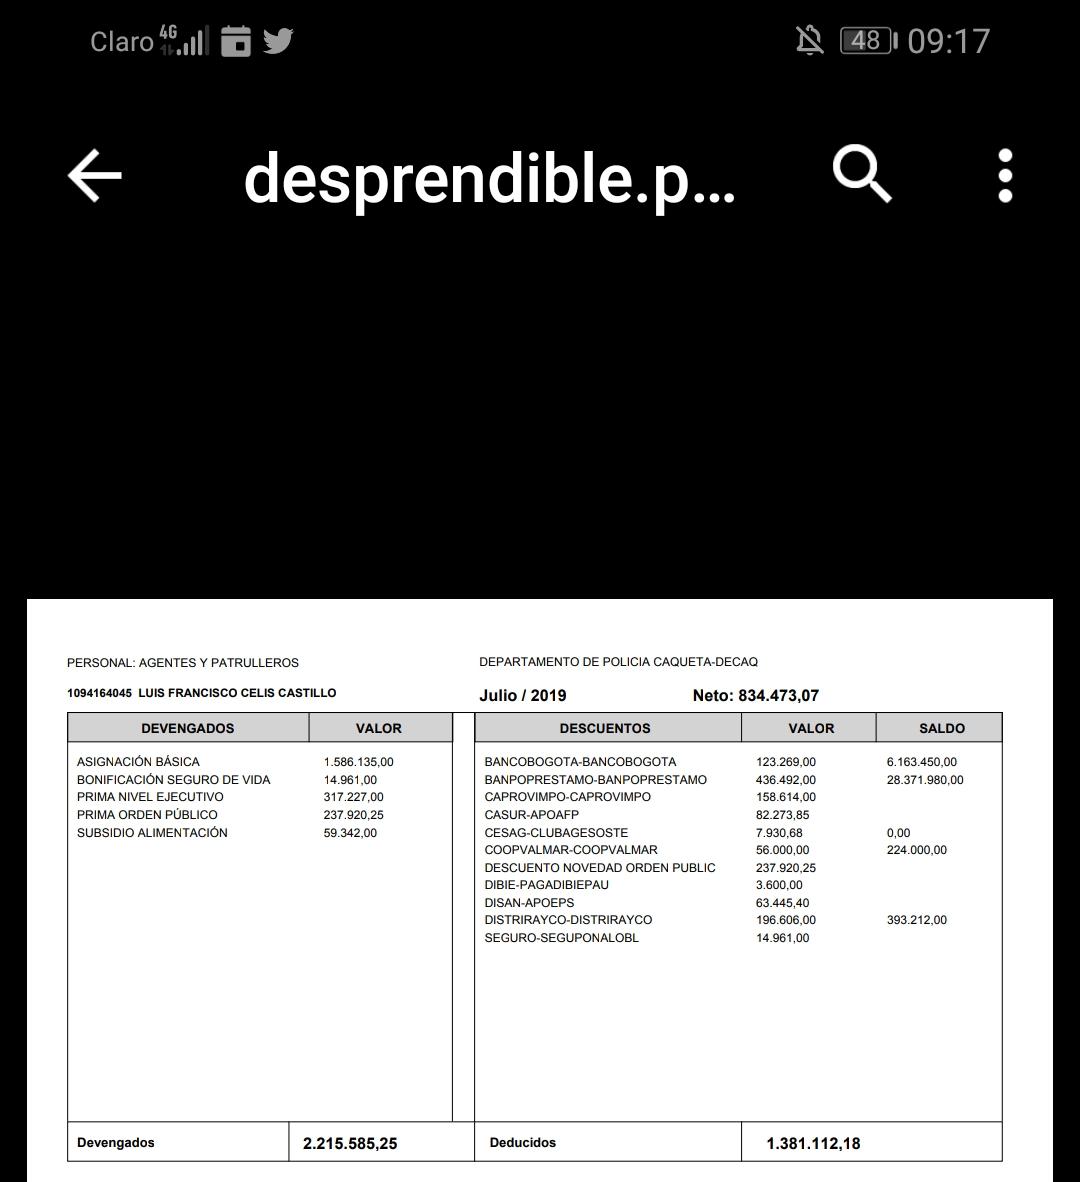 Claro 4G 48 09:17
desprendible.p...
PERSONAL: AGENTES Y PATRULLEROS DEPARTAMENTO DE POLICIA CAQUETA-DECAQ
1094164045 LUIS FRANCISCO CELIS CASTILLO Julio / 2019 Neto: 834.473,07
DEVENGADOS VALOR DESCUENTOS VALOR SALDO
ASIGNACIÓN BÁSICA 1.586.135,00 BANCOBOGOTA-BANCOBOGOTA 123.269,00 6.163.450,00
BONIFICACIÓN SEGURO DE VIDA 14.961,00 BANPOPRESTAMO-BANPOPRESTAMO 436.492,00 28.371.980,00
PRIMA NIVEL EJECUTIVO 317.227,00 CAPROVIMPO-CAPROVIMPO 158.614,00
PRIMA ORDEN PÚBLICO 237.920,25 CASUR-APOAFP 82.273,85
SUBSIDIO ALIMENTACIÓN 59.342,00 CESAG-CLUBAGESOSTE 7.930,68 0,00
COOPVALMAR-COOPVALMAR 56.000,00 224.000,00
DESCUENTO NOVEDAD ORDEN PUBLIC 237.920,25
DIBIE-PAGADIBIEPAU 3.600,00
DISAN-APOEPS 63.445,40
DISTRIRAYCO-DISTRIRAYCO 196.606,00 393.212,00
SEGURO-SEGUPONALOBL 14.961,00
Devengados 2.215.585,25 Deducidos 1.381.112,18